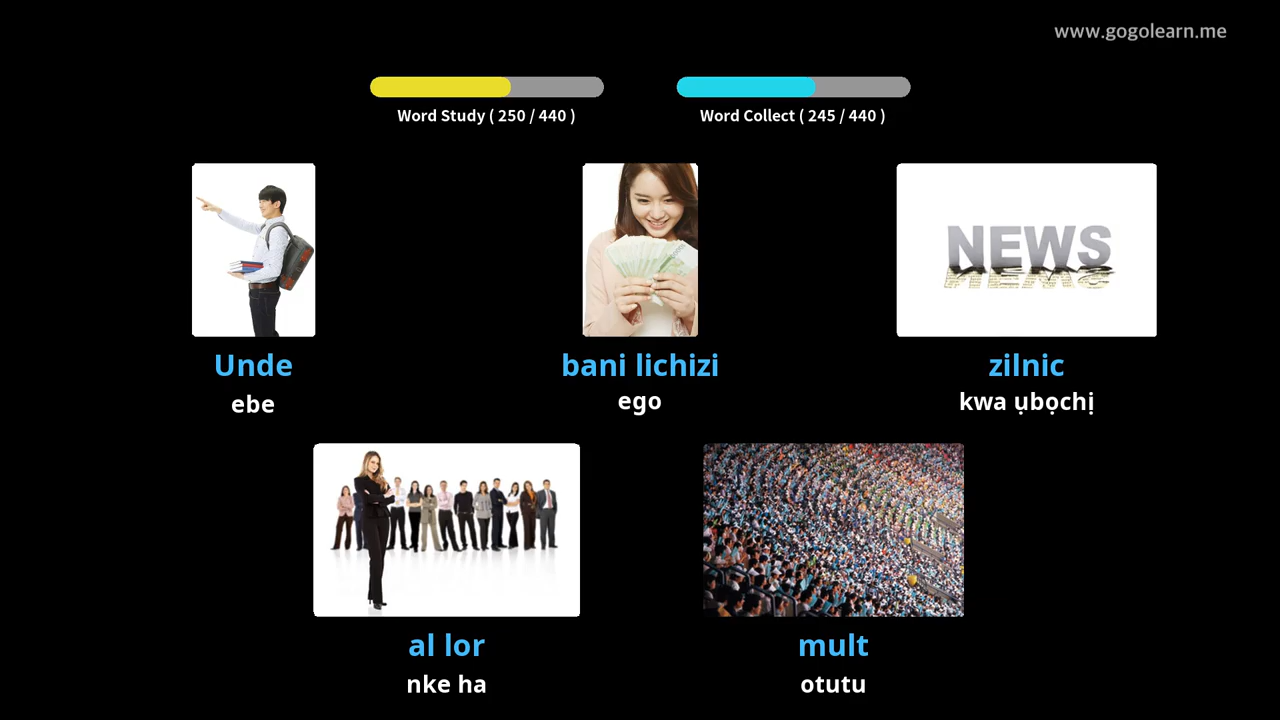 www.gogolearn.me
Word Study ( 250 / 440 )
Word Collect ( 245 / 440 )
NEWS
Unde
ebe
bani lichizi
ego
zilnic
kwa ụbọchị
al lor
nke ha
mult
otutu